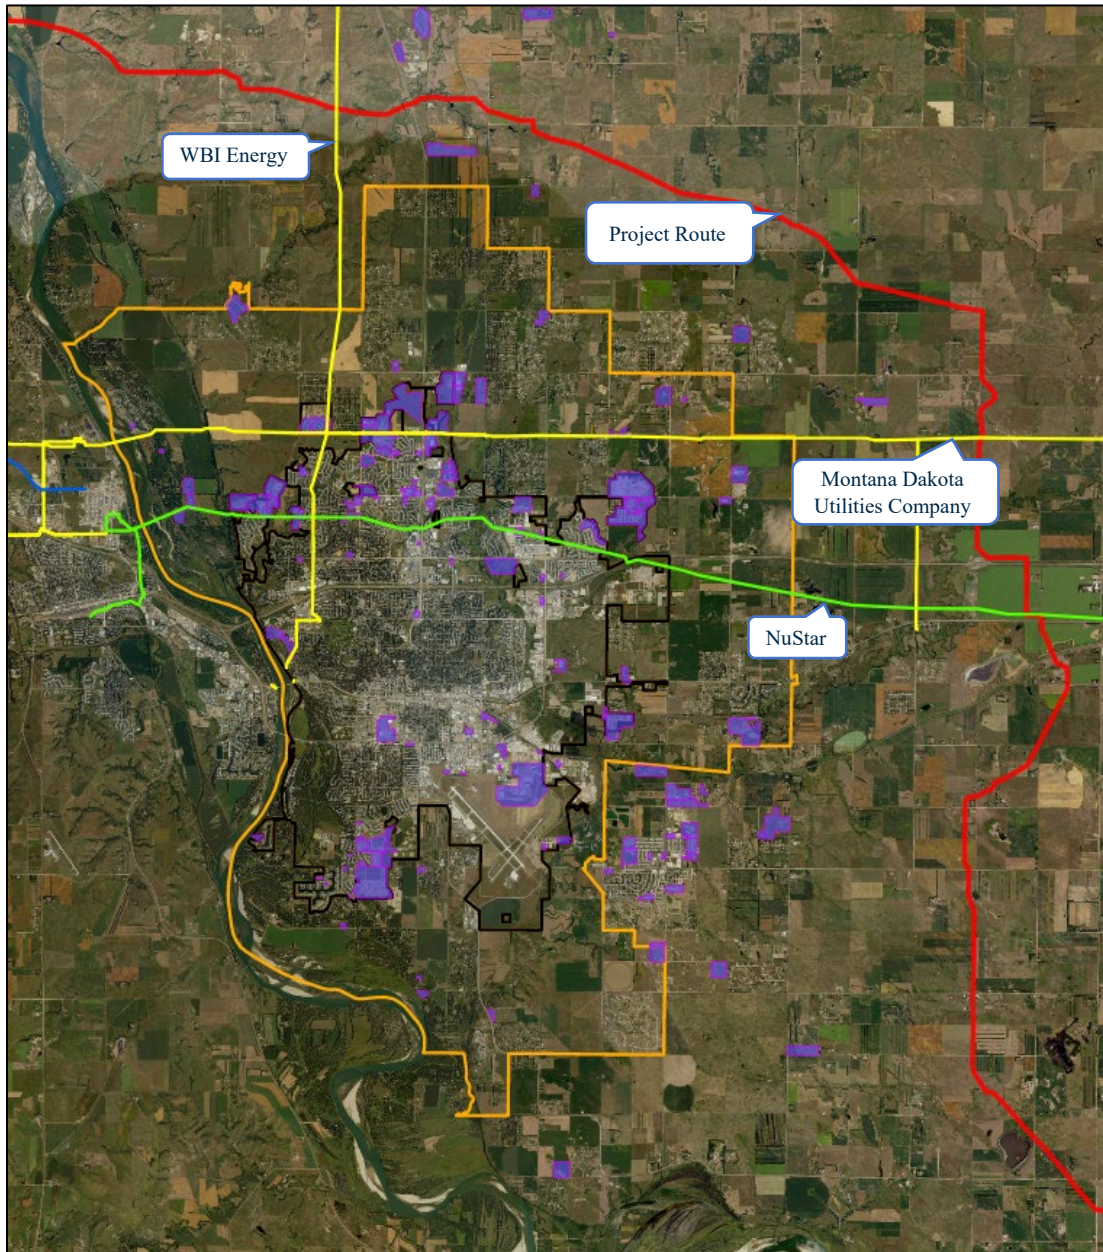 WBI Energy
Project Route
Montana Dakota
Utilities Company
NuStar